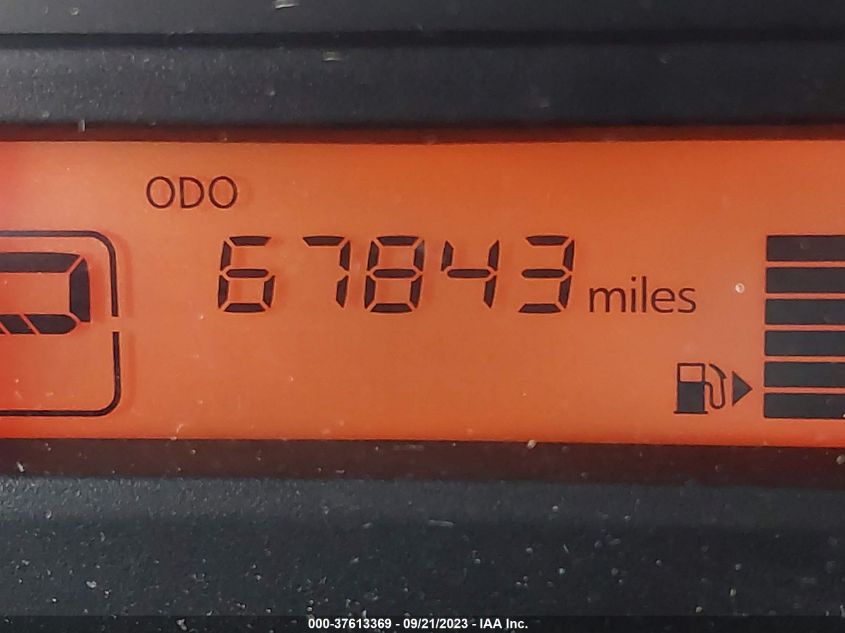 ODO
67843 miles
000-37613369 - 09/21/2023 - IAA Inc.